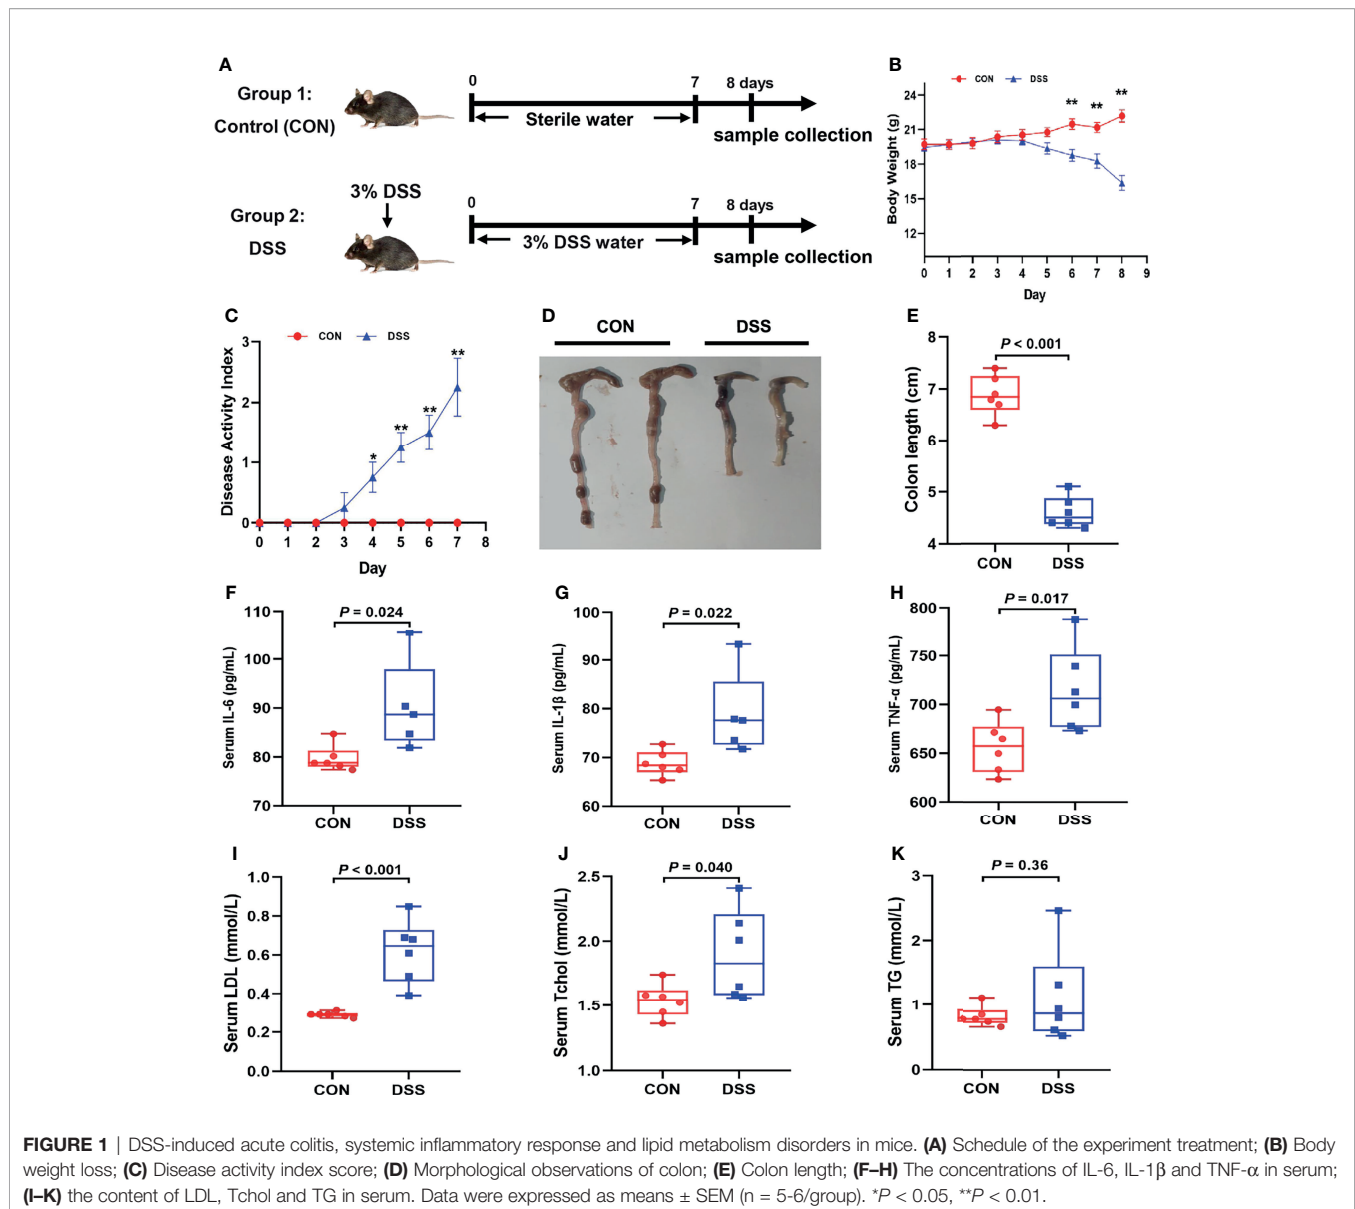 A
Group 1:
Control (CON)
0
7
8 days
Sterile water
sample collection
3% DSS
Group 2:
DSS
0
7
8 days
3% DSS water
sample collection
B
CON
DSS
Body Weight (g)
24
21
18
15
12
**
**
**
0 1 2 3 4 5 6 7 8 9
Day
C
CON
DSS
Disease Activity Index
3
2
1
0
*
**
**
**
0 1 2 3 4 5 6 7 8
Day
D
CON
DSS
E
Colon length (cm)
8
7
6
5
4
P < 0.001
CON DSS
F
Serum IL-6 (pg/mL)
110
100
90
80
70
P = 0.024
CON DSS
G
Serum IL-1β (pg/mL)
100
90
80
70
60
P = 0.022
CON DSS
H
Serum TNF-α (pg/mL)
800
750
700
650
600
P = 0.017
CON DSS
I
Serum LDL (mmol/L)
1.0
0.8
0.6
0.4
0.2
0.0
P < 0.001
CON DSS
J
Serum Tchol (mmol/L)
2.5
2.0
1.5
1.0
P = 0.040
CON DSS
K
Serum TG (mmol/L)
3
2
1
0
P = 0.36
CON DSS
FIGURE 1 | DSS-induced acute colitis, systemic inflammatory response and lipid metabolism disorders in mice. (A) Schedule of the experiment treatment; (B) Body
weight loss; (C) Disease activity index score; (D) Morphological observations of colon; (E) Colon length; (F–H) The concentrations of IL-6, IL-1β and TNF-α in serum;
(I–K) the content of LDL, Tchol and TG in serum. Data were expressed as means ± SEM (n = 5-6/group). *P < 0.05, **P < 0.01.